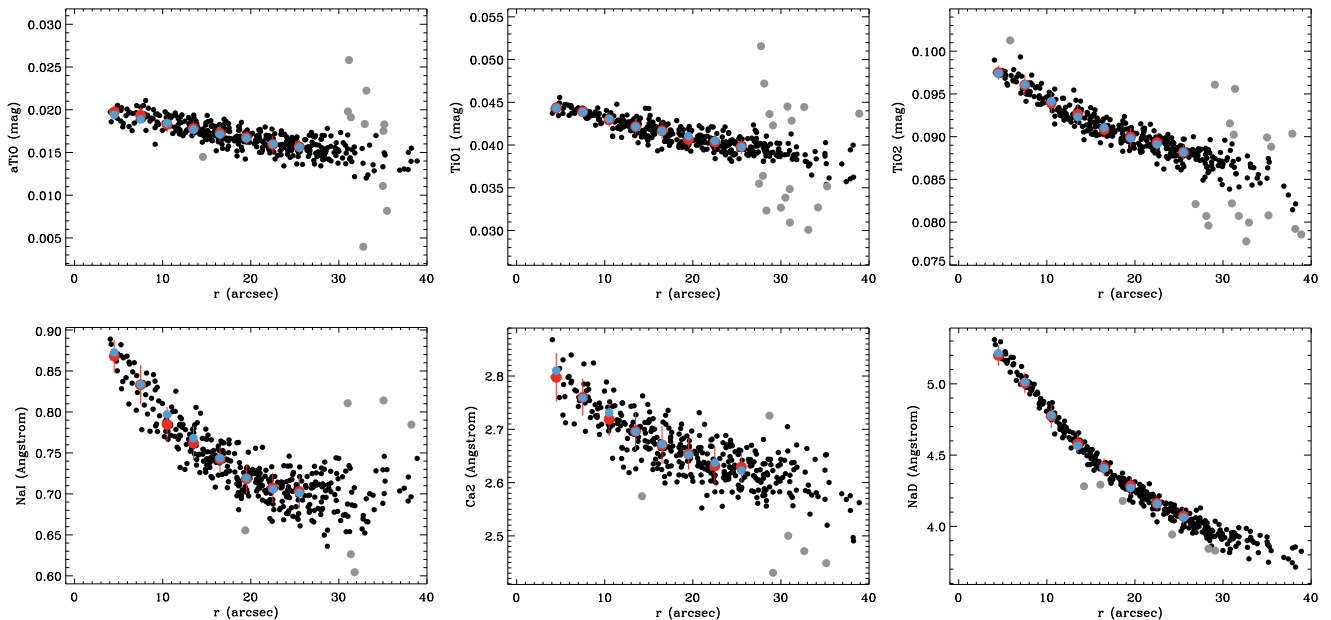 0.030
0.025
0.020
0.015
0.010
0.005
aTiO (mag)
0 10 20 30 40
r (arcsec)
0.055
0.050
0.045
0.040
0.035
0.030
TiO1 (mag)
0 10 20 30 40
r (arcsec)
0.100
0.095
0.090
0.085
0.080
0.075
TiO2 (mag)
0 10 20 30 40
r (arcsec)
0.90
0.85
0.80
0.75
0.70
0.65
0.60
NaI (Angstrom)
0 10 20 30 40
r (arcsec)
2.8
2.7
2.6
2.5
Ca2 (Angstrom)
0 10 20 30 40
r (arcsec)
5.0
4.5
4.0
NaD (Angstrom)
0 10 20 30 40
r (arcsec)